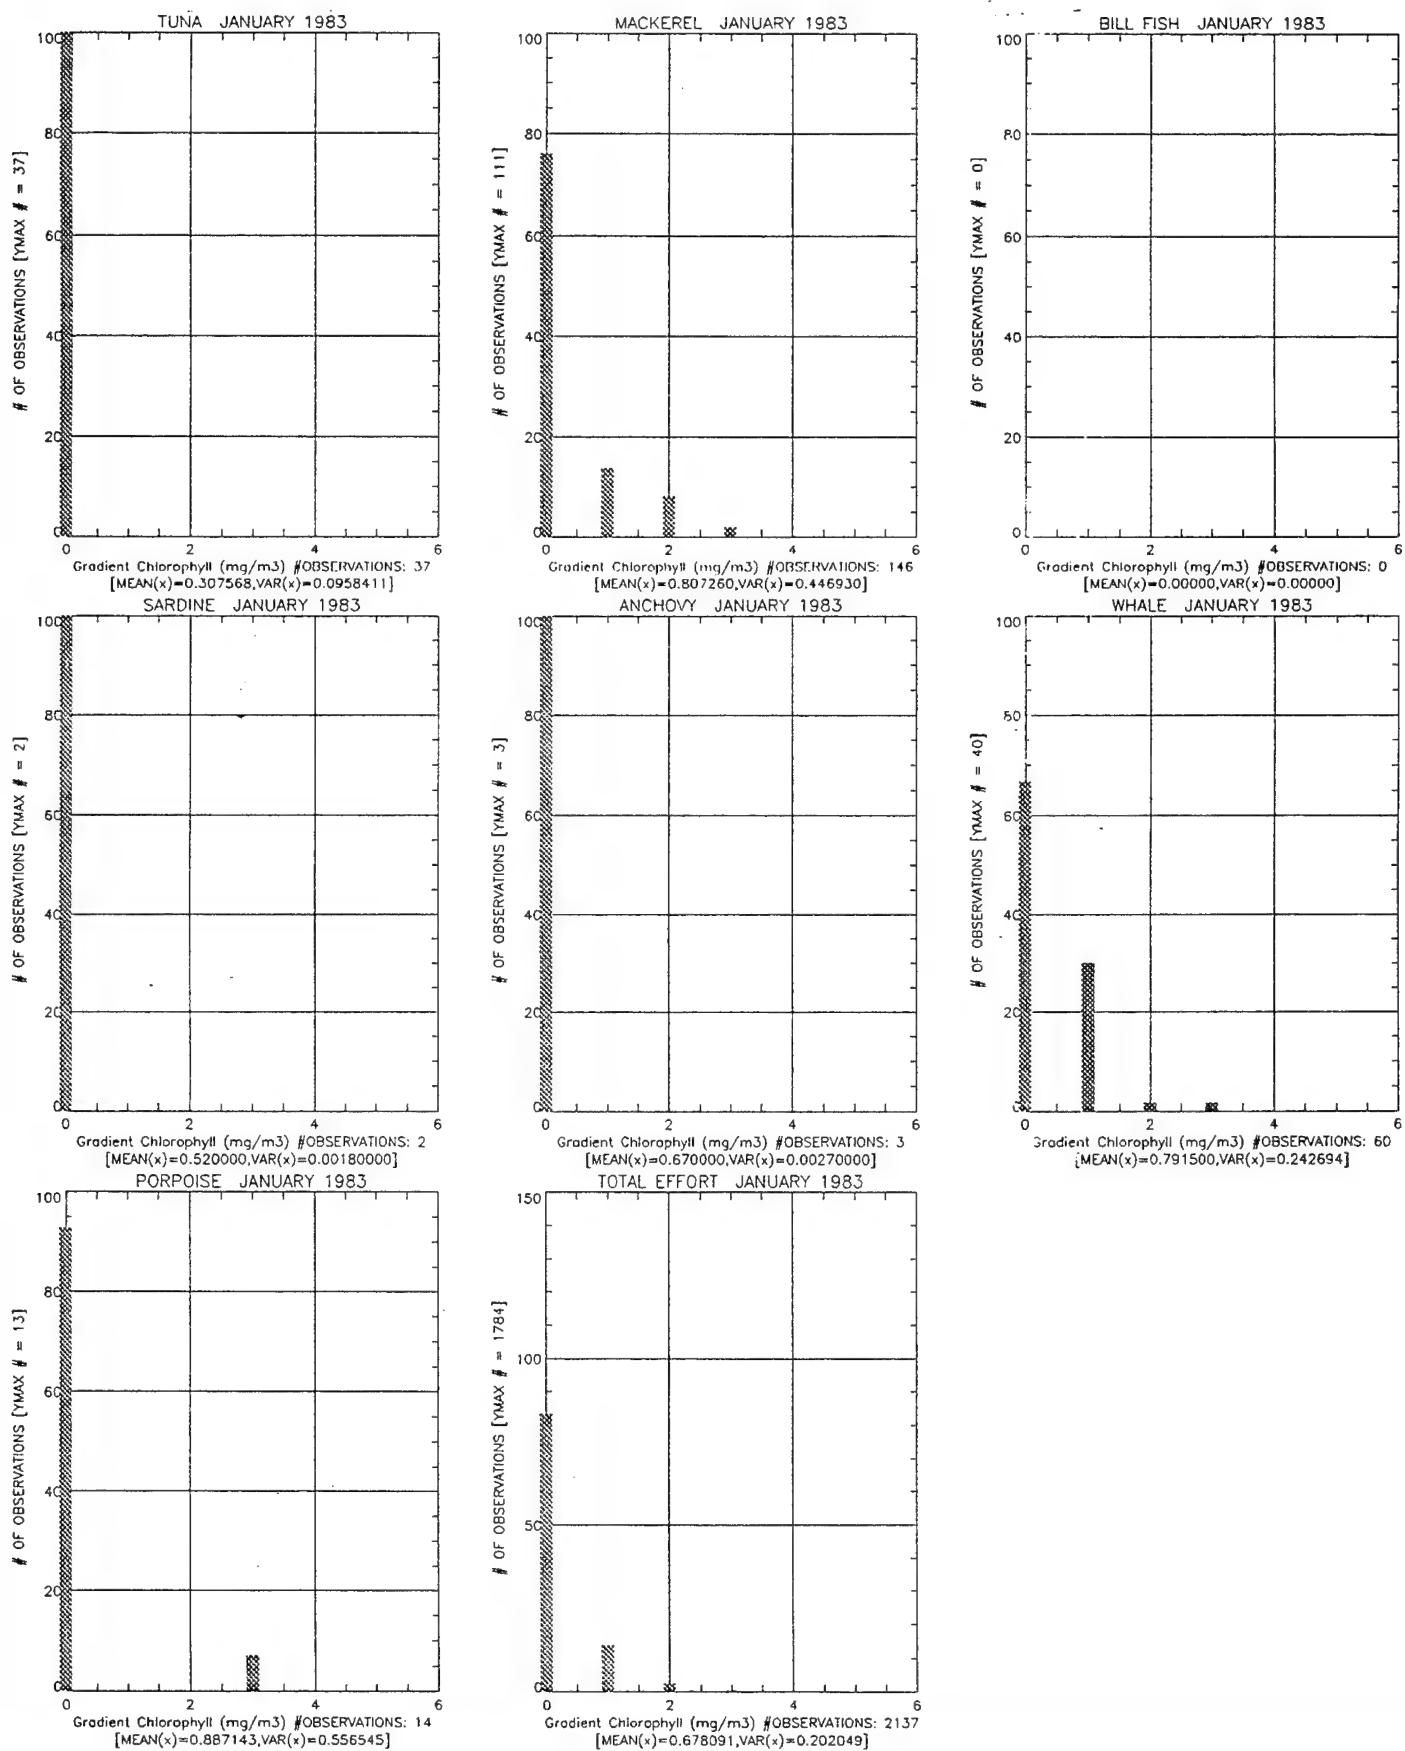 TUNA JANUARY 1983
100
80
60
40
20
0
# OF OBSERVATIONS [YMAX # = 37]
0 2 4 6
Gradient Chlorophyll (mg/m3) #OBSERVATIONS: 37
[MEAN(x)=0.307568,VAR(x)=0.0958411]
MACKEREL JANUARY 1983
100
80
60
40
20
0
# OF OBSERVATIONS [YMAX # = 111]
0 2 4 6
Gradient Chlorophyll (mg/m3) #OBSERVATIONS: 146
[MEAN(x)=0.807260,VAR(x)=0.446930]
BILL FISH JANUARY 1983
100
80
60
40
20
0
# OF OBSERVATIONS [YMAX # = 0]
0 2 4 6
Gradient Chlorophyll (mg/m3) #OBSERVATIONS: 0
[MEAN(x)=0.00000,VAR(x)=0.00000]
SARDINE JANUARY 1983
100
80
60
40
20
0
# OF OBSERVATIONS [YMAX # = 2]
0 2 4 6
Gradient Chlorophyll (mg/m3) #OBSERVATIONS: 2
[MEAN(x)=0.520000,VAR(x)=0.00180000]
ANCHOVY JANUARY 1983
100
80
60
40
20
0
# OF OBSERVATIONS [YMAX # = 3]
0 2 4 6
Gradient Chlorophyll (mg/m3) #OBSERVATIONS: 3
[MEAN(x)=0.670000,VAR(x)=0.00270000]
WHALE JANUARY 1983
100
80
60
40
20
0
# OF OBSERVATIONS [YMAX # = 40]
0 2 4 6
Gradient Chlorophyll (mg/m3) #OBSERVATIONS: 60
[MEAN(x)=0.791500,VAR(x)=0.242694]
PORPOISE JANUARY 1983
100
80
60
40
20
0
# OF OBSERVATIONS [YMAX # = 13]
0 2 4 6
Gradient Chlorophyll (mg/m3) #OBSERVATIONS: 14
[MEAN(x)=0.887143,VAR(x)=0.556545]
TOTAL EFFORT JANUARY 1983
150
100
50
0
# OF OBSERVATIONS [YMAX # = 1784]
0 2 4 6
Gradient Chlorophyll (mg/m3) #OBSERVATIONS: 2137
[MEAN(x)=0.678091,VAR(x)=0.202049]